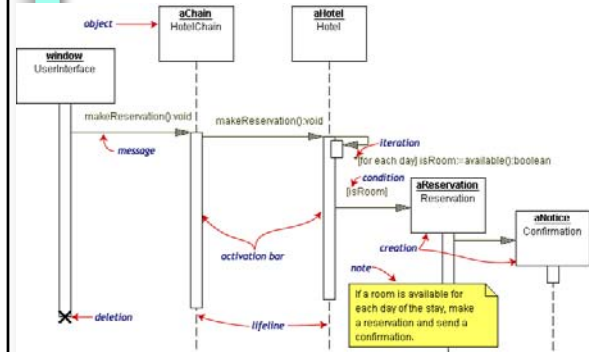 object
aChain
HotelChain
aHotel
Hotel
window
UserInterface
makeReservation():void
makeReservation():void
message
iteration
*[for each day] isRoom:=available():boolean
condition
[isRoom]
aReservation
Reservation
aNotice
Confirmation
activation bar
creation
note
If a room is available for
each day of the stay, make
a reservation and send a
confirmation.
deletion
lifeline